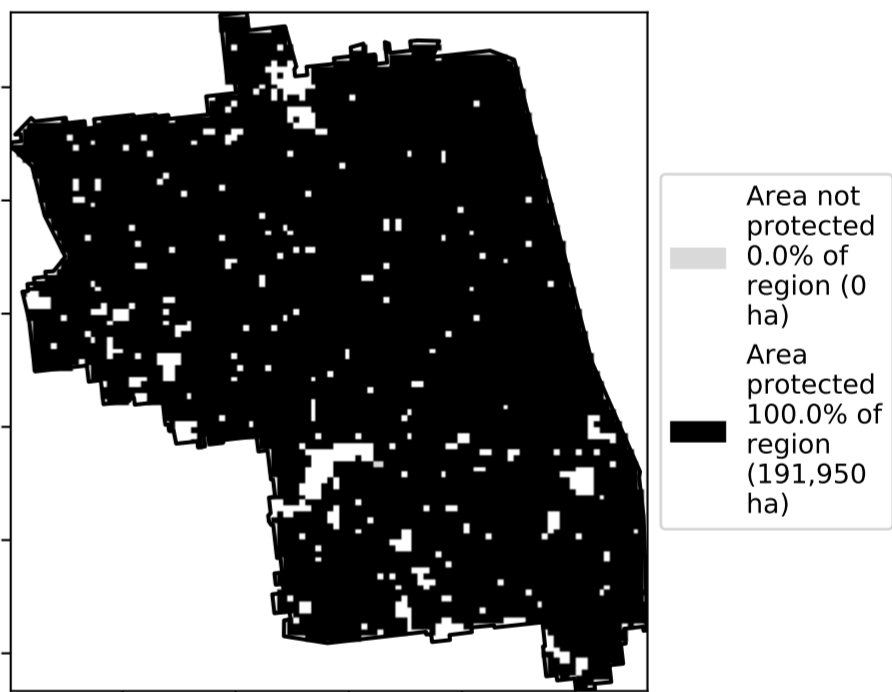 Area not
protected
0.0% of
region (0
ha)
Area
protected
100.0% of
region
(191,950
ha)